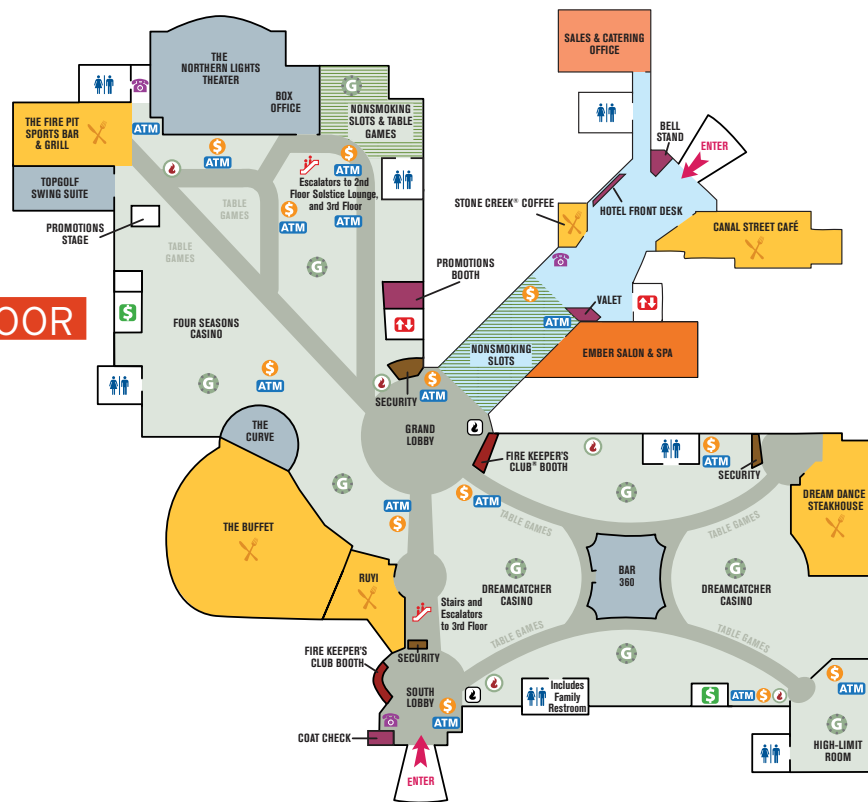 SALES & CATERING
OFFICE
THE
NORTHERN LIGHTS
THEATER
BOX
OFFICE
G
NONSMOKING
SLOTS & TABLE
GAMES
THE FIRE PIT
SPORTS BAR
& GRILL
ATM
$
ATM
$
ATM
BELL
STAND
ENTER
TOPGOLF
SWING SUITE
Escalators to 2nd
Floor Solstice Lounge,
and 3rd Floor
TABLE
GAMES
$
ATM
ATM
STONE CREEK® COFFEE
HOTEL FRONT DESK
CANAL STREET CAFÉ
PROMOTIONS
STAGE
TABLE
GAMES
G
PROMOTIONS
BOOTH
$
VALET
ATM
$
OOR
FOUR SEASONS
CASINO
NONSMOKING
SLOTS
EMBER SALON & SPA
$
ATM
G
$
ATM
SECURITY
THE
CURVE
GRAND
LOBBY
FIRE KEEPER'S
CLUB® BOOTH
$
ATM
SECURITY
G
$
ATM
G
DREAM DANCE
STEAKHOUSE
ATM
$
TABLE GAMES
TABLE GAMES
THE BUFFET
RUYI
G
DREAMCATCHER
CASINO
BAR
360
G
DREAMCATCHER
CASINO
Stairs and
Escalators
to 3rd Floor
TABLE GAMES
TABLE GAMES
G
FIRE KEEPER'S
CLUB BOOTH
SECURITY
SOUTH
LOBBY
$
ATM
Includes
Family
Restroom
$
ATM
$
$
ATM
COAT CHECK
G
HIGH-LIMIT
ROOM
ENTER